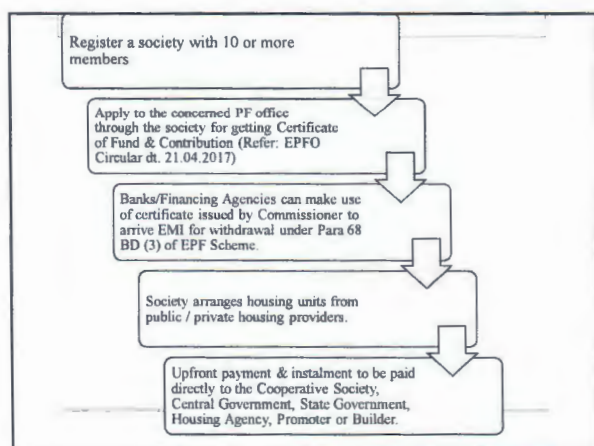 Register a society with 10 or more
members
Apply to the concerned PF office
through the society for getting Certificate
of Fund & Contribution (Refer: EPFO
Circular dt. 21.04.2017)
Banks/Financing Agencies can make use
of certificate issued by Commissioner to
arrive EMI for withdrawal under Para 68
BD (3) of EPF Scheme.
Society arranges housing units from
public / private housing providers.
Upfront payment & instalment to be paid
directly to the Cooperative Society,
Central Government, State Government,
Housing Agency, Promoter or Builder.